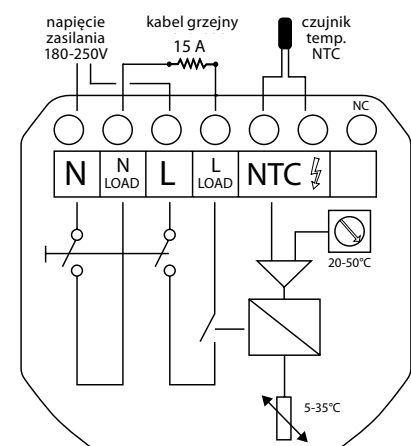 napięcie
zasilania
180-250V
kabel grzejny
15 A
czujnik
temp.
NTC
NC
N
N
LOAD
L
L
LOAD
NTC
20-50°C
5-35°C